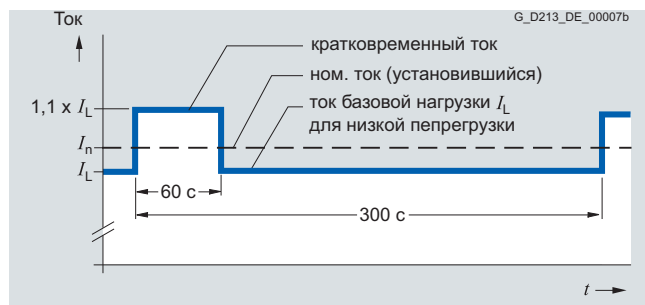 G_D213_DE_00007b
Ток
кратковременный ток
ном. ток (установившийся)
1,1 x IL
ток базовой нагрузки IL
для низкой пепрегрузки
In
IL
60 с
300 с
t